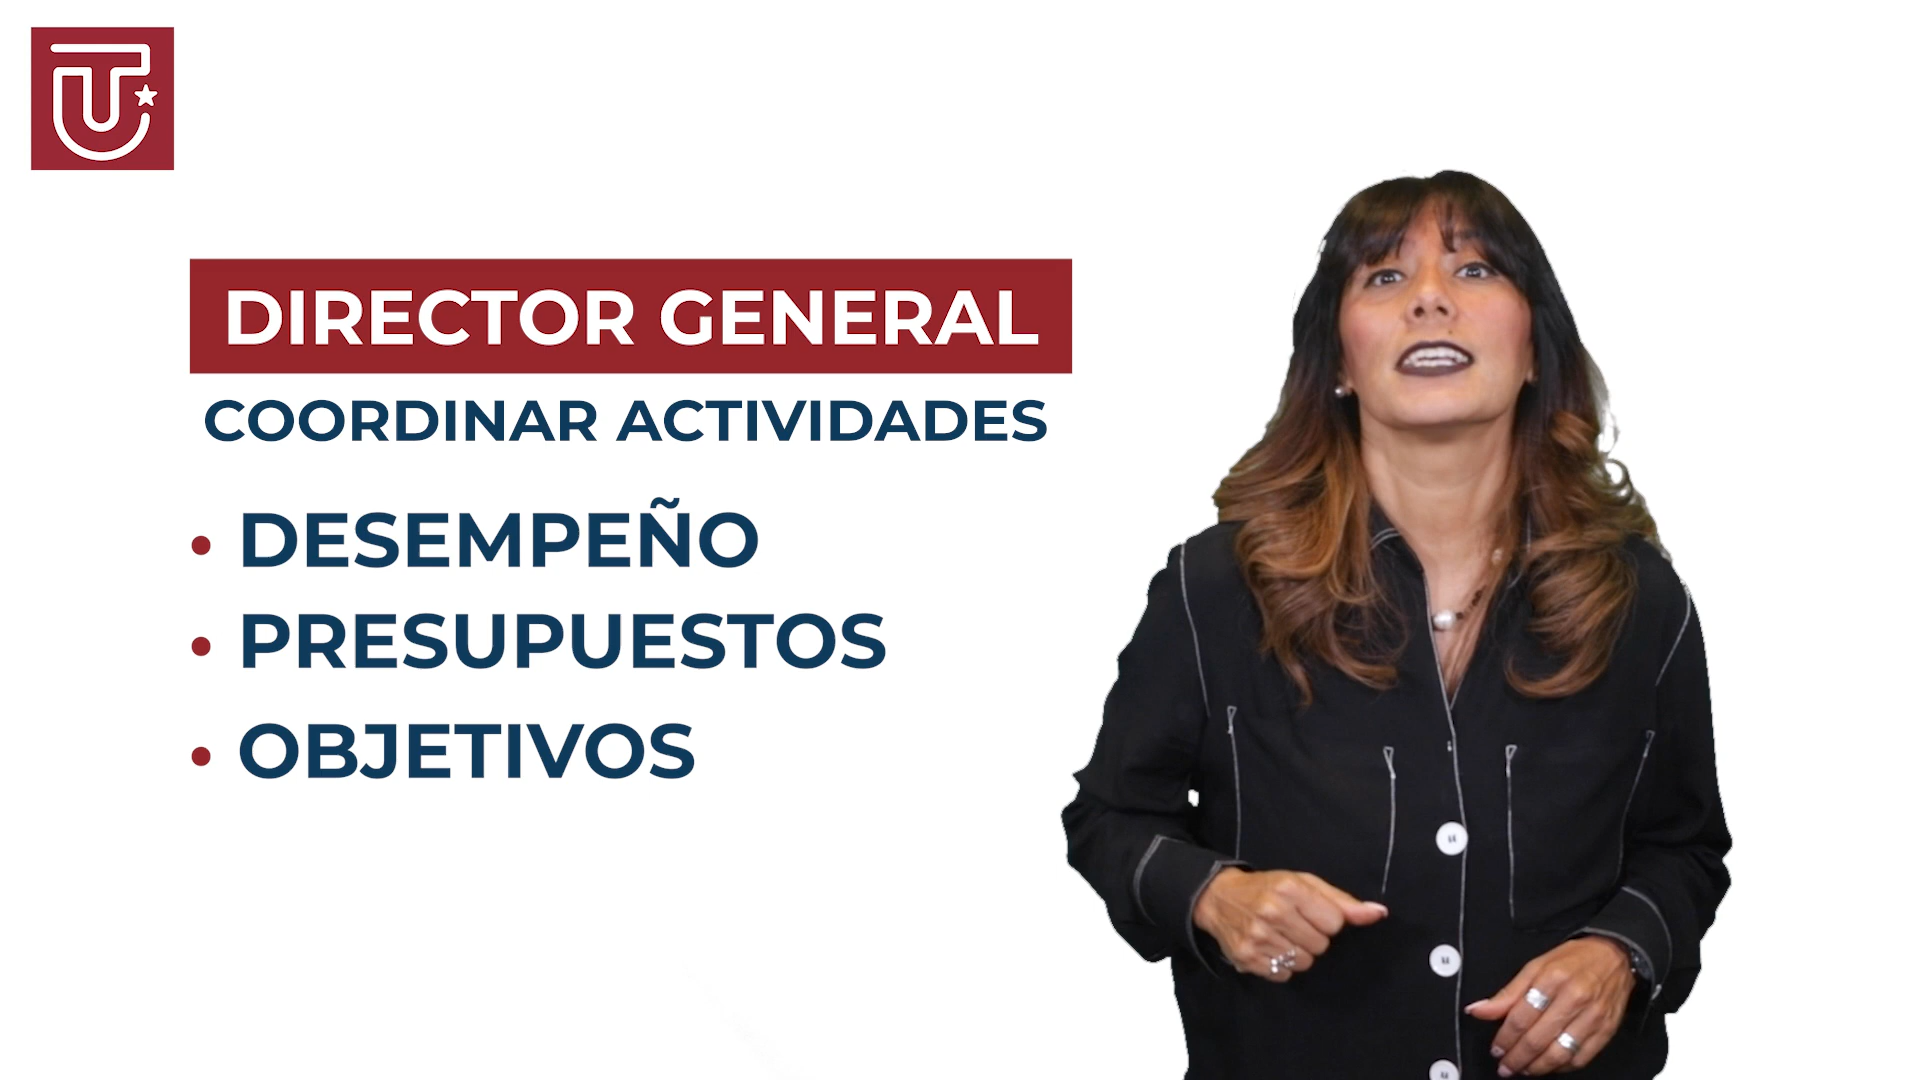 DIRECTOR GENERAL
COORDINAR ACTIVIDADES
• DESEMPEÑO
• PRESUPUESTOS
• OBJETIVOS